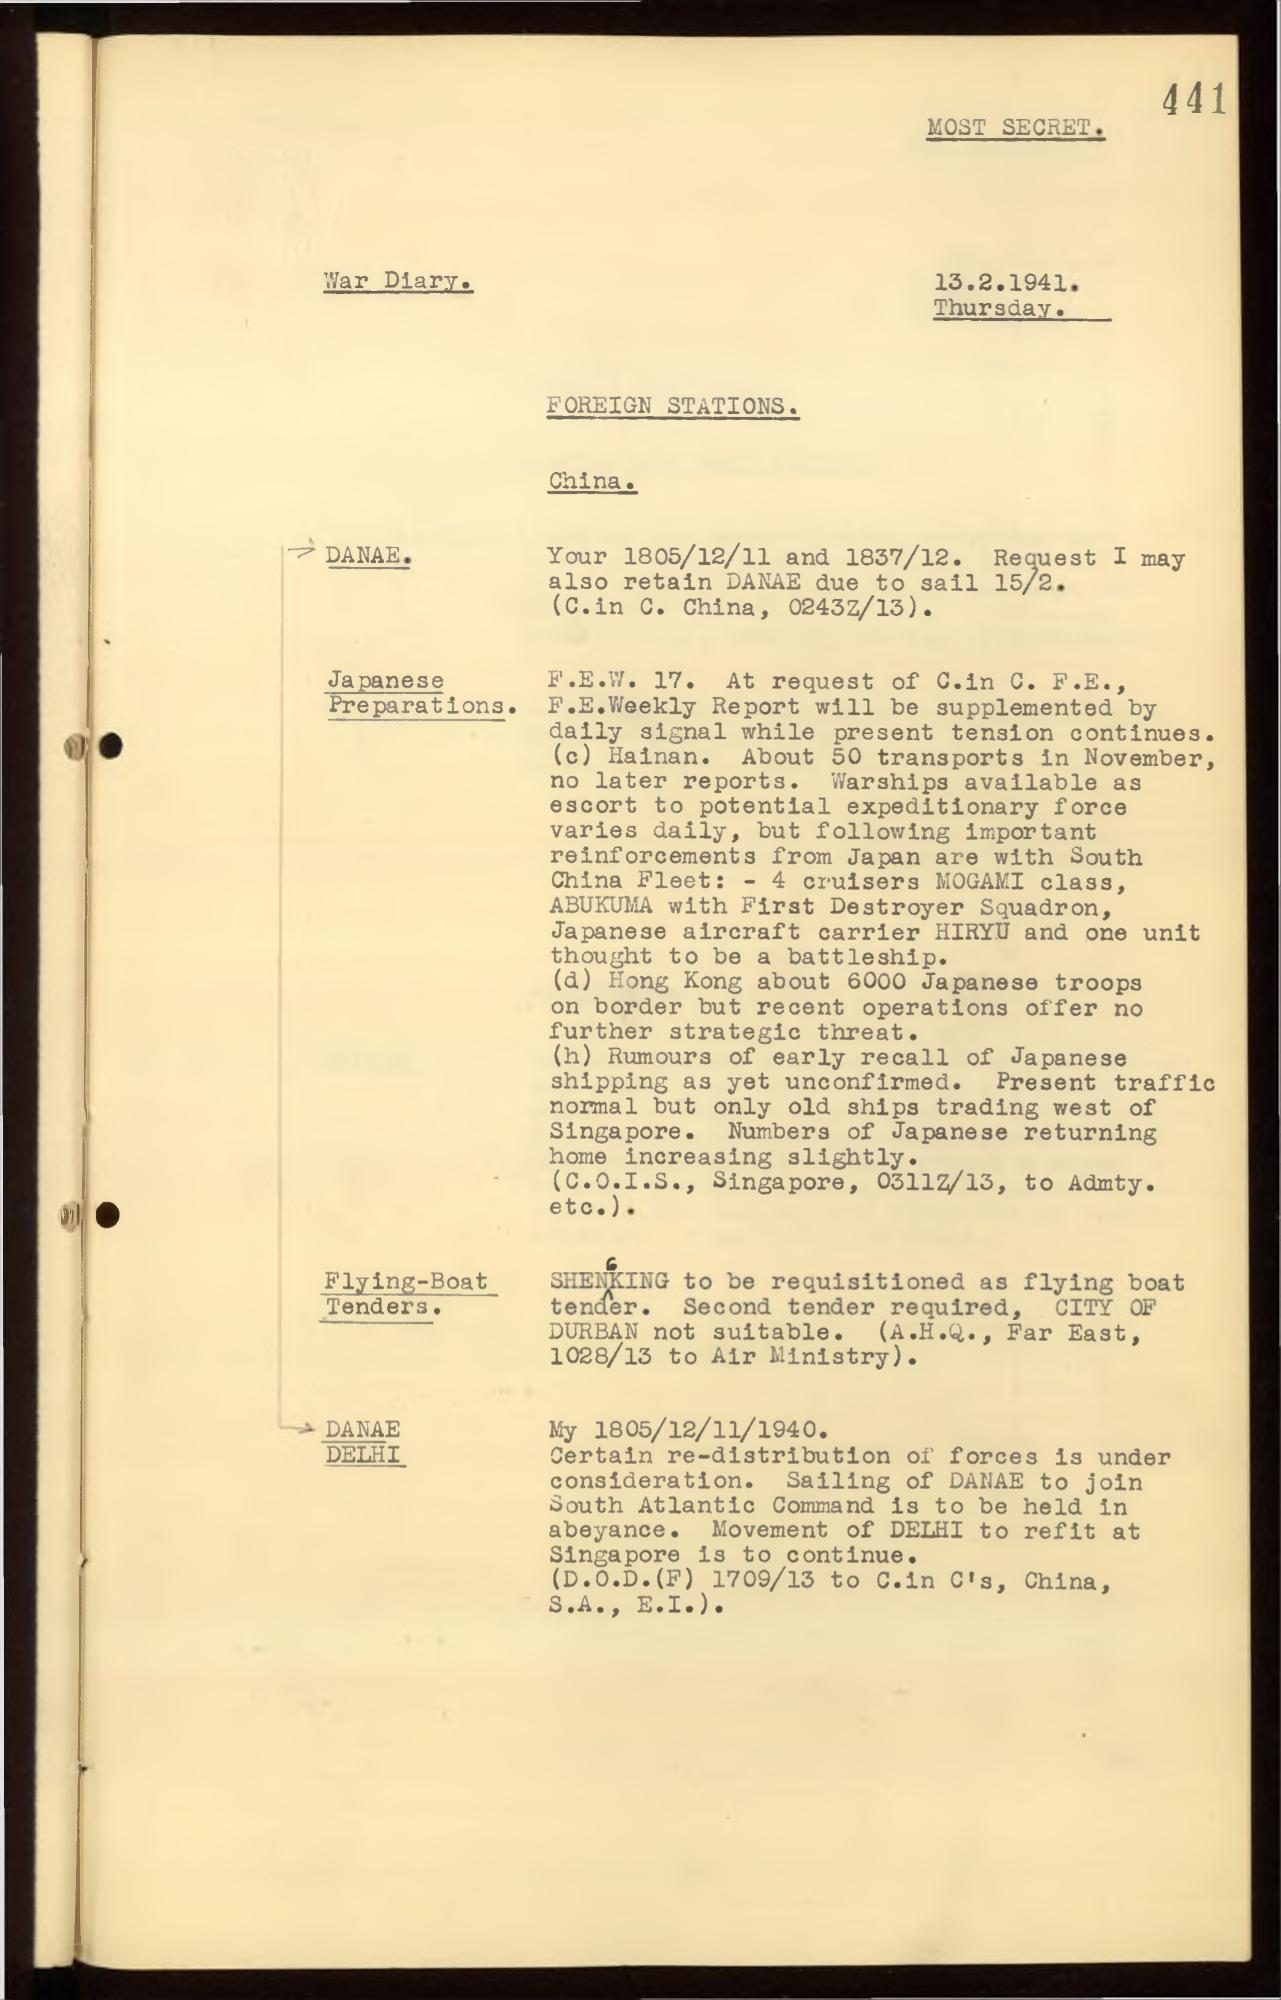 441
MOST SECRET.
War Diary.
13.2.1941.
Thursday.
FOREIGN STATIONS.
China.
DANAE.
Your 1805/12/11 and 1837/12. Request I may
also retain DANAE due to sail 15/2.
(C.in C. China, 0243Z/13).
Japanese
Preparations.
F.E.W. 17. At request of C.in C. F.E.,
F.E.Weekly Report will be supplemented by
daily signal while present tension continues.
(c) Hainan. About 50 transports in November,
no later reports. Warships available as
escort to potential expeditionary force
varies daily, but following important
reinforcements from Japan are with South
China Fleet: - 4 cruisers MOGAMI class,
ABUKUMA with First Destroyer Squadron,
Japanese aircraft carrier HIRYU and one unit
thought to be a battleship.
(d) Hong Kong about 6000 Japanese troops
on border but recent operations offer no
further strategic threat.
(h) Rumours of early recall of Japanese
shipping as yet unconfirmed. Present traffic
normal but only old ships trading west of
Singapore. Numbers of Japanese returning
home increasing slightly.
(C.O.I.S., Singapore, 0311Z/13, to Admty.
etc.).
Flying-Boat
Tenders.
G
SHENKING to be requisitioned as flying boat
tender. Second tender required, CITY OF
DURBAN not suitable. (A.H.Q., Far East,
1028/13 to Air Ministry).
DANAE
DELHI
My 1805/12/11/1940.
Certain re-distribution of forces is under
consideration. Sailing of DANAE to join
South Atlantic Command is to be held in
abeyance. Movement of DELHI to refit at
Singapore is to continue.
(D.O.D.(F) 1709/13 to C.in C's, China,
S.A., E.I.).